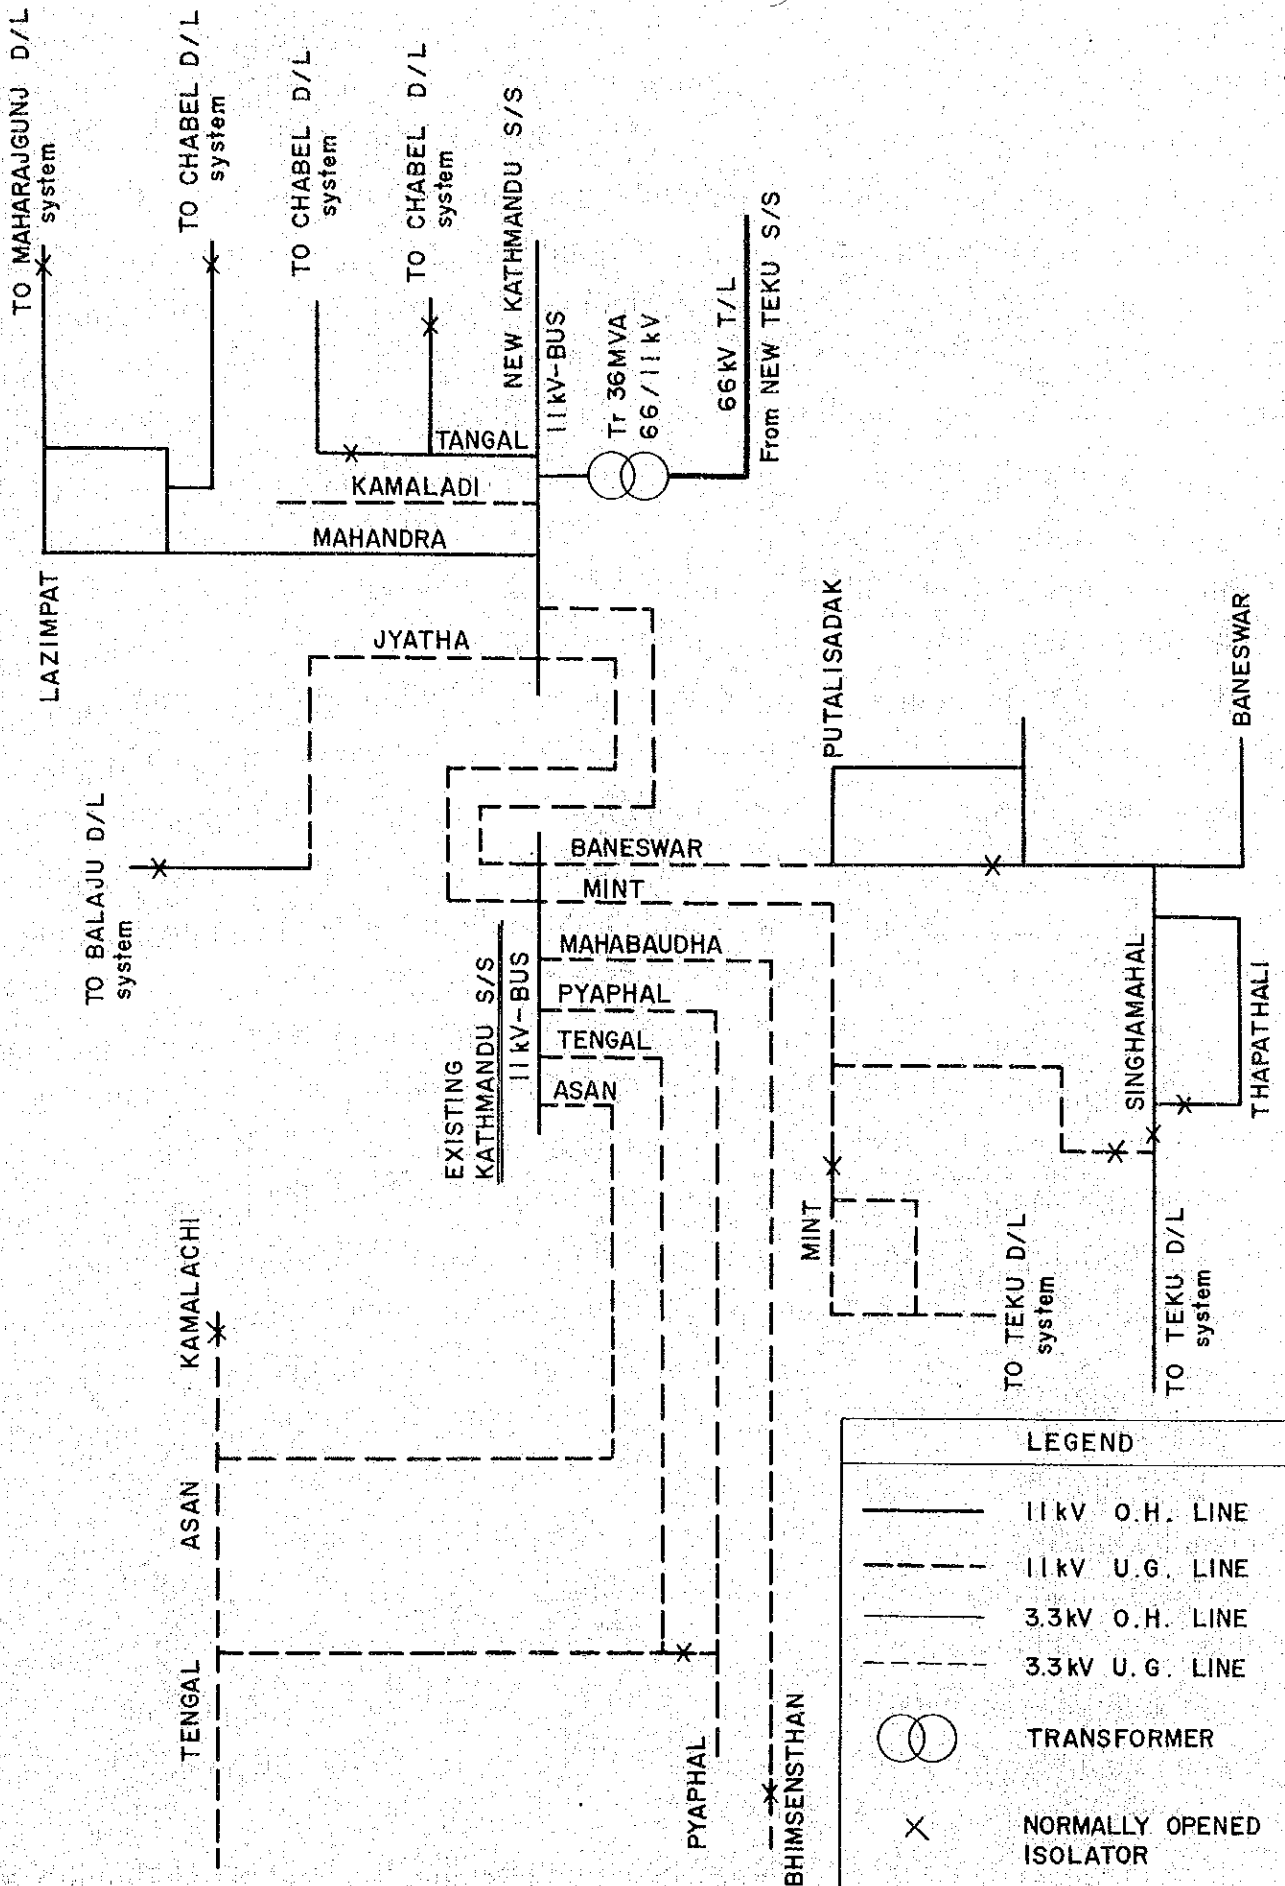 TO MAHARAJGUNJ D/L
system
TO CHABEL D/L
system
TO CHABEL D/L
system
TO CHABEL D/L
system
NEW KATHMANDU S/S
11kV-BUS
Tr 36MVA
66/11kV
66kV T/L
From NEW TEKU S/S
TANGAL
KAMALADI
MAHANDRA
LAZIMPAT
JYATHA
TO BALAJU D/L
system
PUTALISADAK
BANESWAR
BANESWAR
MINT
MAHABAUDHA
PYAPHAL
TENGAL
ASAN
EXISTING
KATHMANDU S/S
11kV-BUS
SINGHAMAHAL
THAPATHALI
MINT
TO TEKU D/L
system
TO TEKU D/L
system
KAMALACHI
ASAN
TENGAL
PYAPHAL
BHIMSENSTHAN
LEGEND
11kV O.H. LINE
11kV U.G. LINE
3.3kV O.H. LINE
3.3kV U.G. LINE
TRANSFORMER
NORMALLY OPENED
ISOLATOR